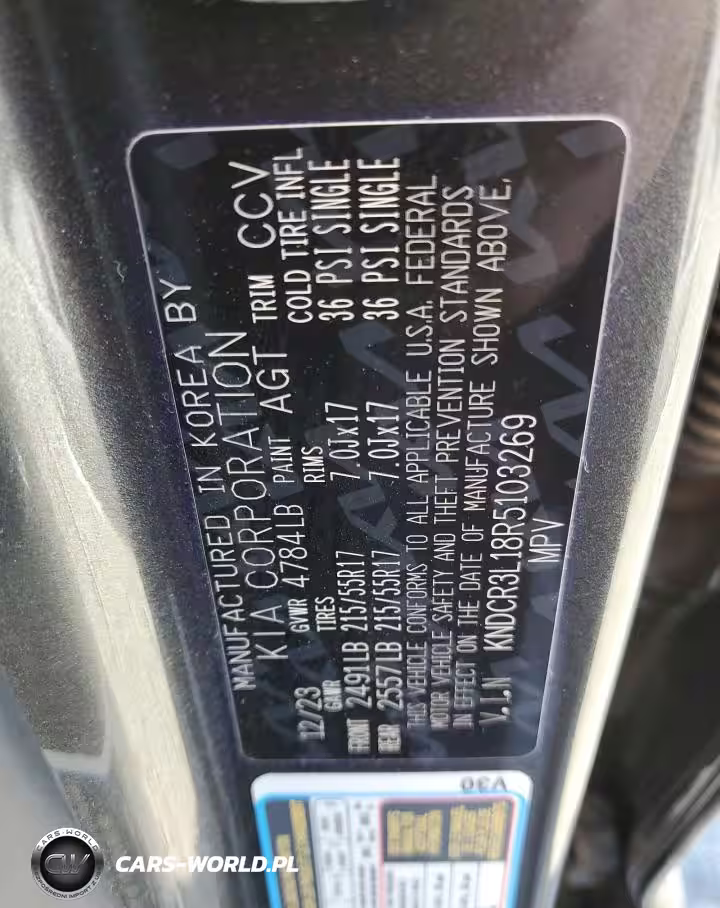 MANUFACTURED IN KOREA BY
KIA CORPORATION
12/23 GVWR 4784LB PAINT AGT TRIM CCV
GAWR TIRES RIMS COLD TIRE INFL
FRONT 2491LB 215/55R17 7.0Jx17 36 PSI SINGLE
REAR 2557LB 215/55R17 7.0Jx17 36 PSI SINGLE
THIS VEHICLE CONFORMS TO ALL APPLICABLE U.S.A. FEDERAL
MOTOR VEHICLE SAFETY AND THEFT PREVENTION STANDARDS
IN EFFECT ON THE DATE OF MANUFACTURE SHOWN ABOVE.
V.I.N KNDCR3L18R5103269
MPV
V30
CARS-WORLD
CW
CARS-WORLD.PL